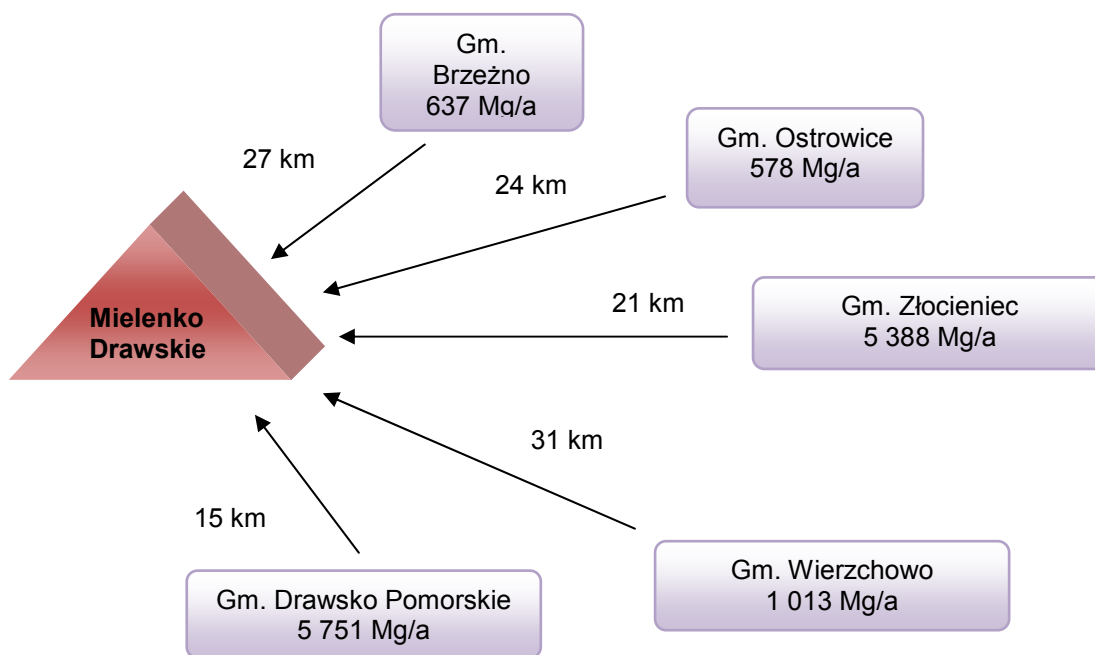 Gm.
Brzeżno
637 Mg/a
27 km
Gm. Ostrowice
578 Mg/a
24 km
Mielenko
Drawskie
21 km
Gm. Złocieniec
5 388 Mg/a
31 km
15 km
Gm. Wierzchowo
1 013 Mg/a
Gm. Drawsko Pomorskie
5 751 Mg/a